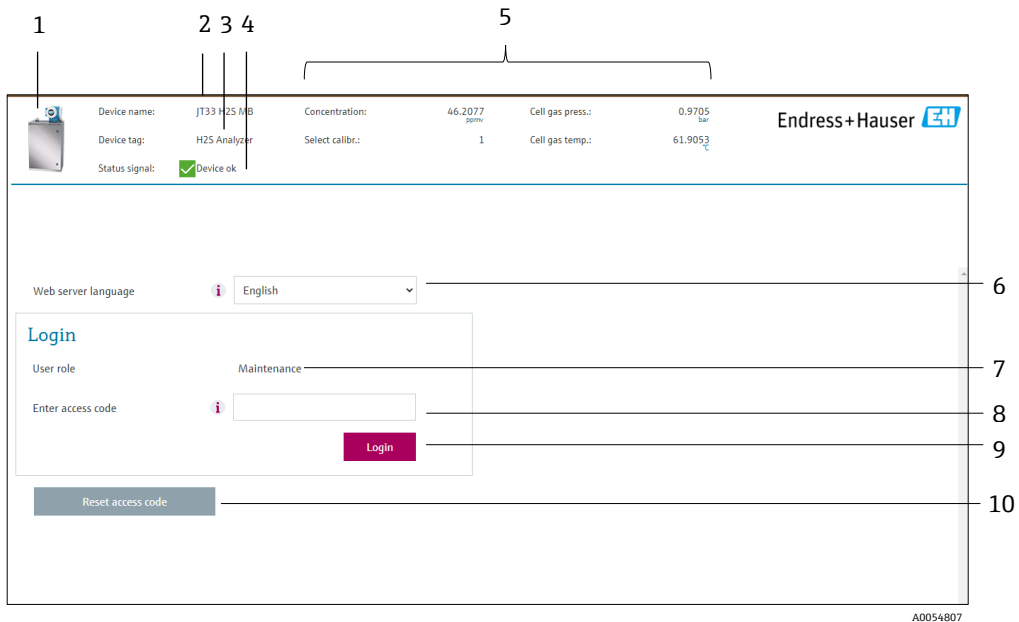 1 2 3 4 5
Device name: JT33 H2S MB Concentration: 46.2077 ppmv Cell gas press.: 0.9705 bar
Endress+Hauser EH
Device tag: H2S Analyzer Select calibr.: 1 Cell gas temp.: 61.9053 °C
Status signal: Device ok
Web server language i English 6
Login
User role Maintenance 7
Enter access code i 8
Login 9
Reset access code 10
A0054807